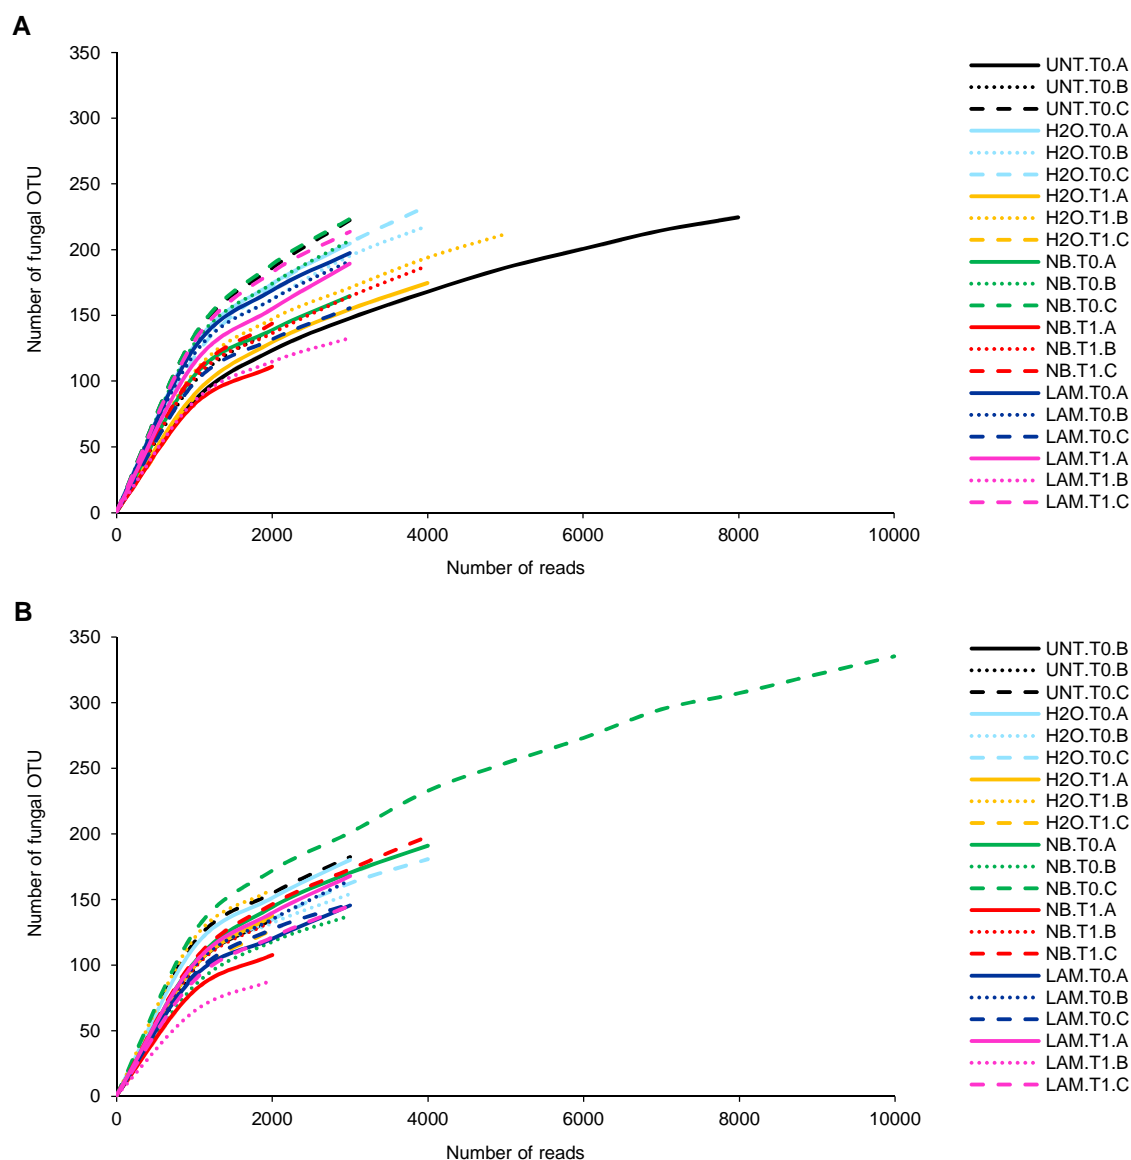 A
350
300
250
200
150
100
50
0
Number of fungal OTU
0 2000 4000 6000 8000 10000
Number of reads
UNT.T0.A
UNT.T0.B
UNT.T0.C
H2O.T0.A
H2O.T0.B
H2O.T0.C
H2O.T1.A
H2O.T1.B
H2O.T1.C
NB.T0.A
NB.T0.B
NB.T0.C
NB.T1.A
NB.T1.B
NB.T1.C
LAM.T0.A
LAM.T0.B
LAM.T0.C
LAM.T1.A
LAM.T1.B
LAM.T1.C
B
350
300
250
200
150
100
50
0
Number of fungal OTU
0 2000 4000 6000 8000 10000
Number of reads
UNT.T0.B
UNT.T0.B
UNT.T0.C
H2O.T0.A
H2O.T0.B
H2O.T0.C
H2O.T1.A
H2O.T1.B
H2O.T1.C
NB.T0.A
NB.T0.B
NB.T0.C
NB.T1.A
NB.T1.B
NB.T1.C
LAM.T0.A
LAM.T0.B
LAM.T0.C
LAM.T1.A
LAM.T1.B
LAM.T1.C